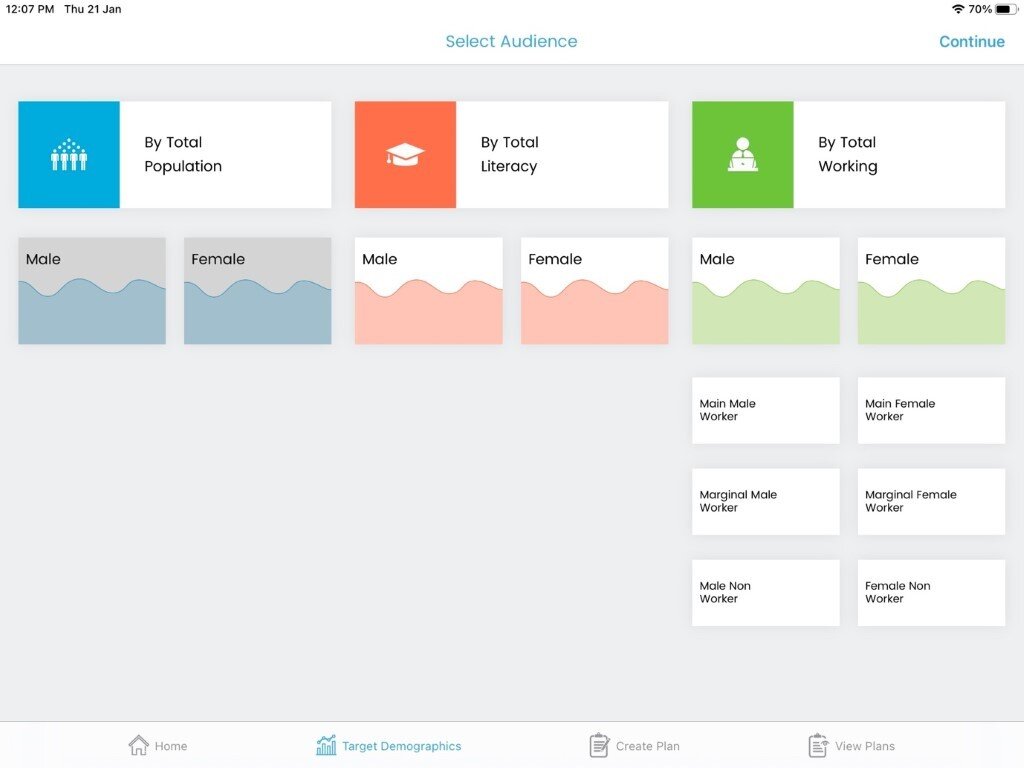 12:07 PM Thu 21 Jan
70%
Select Audience
Continue
By Total
Population
By Total
Literacy
By Total
Working
Male
Female
Male
Female
Male
Female
Main Male
Worker
Main Female
Worker
Marginal Male
Worker
Marginal Female
Worker
Male Non
Worker
Female Non
Worker
Home
Target Demographics
Create Plan
View Plans